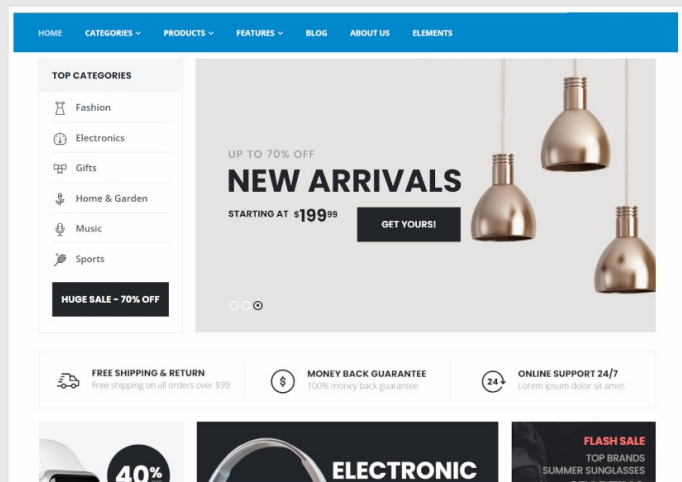 HOME CATEGORIES PRODUCTS FEATURES BLOG ABOUT US ELEMENTS
TOP CATEGORIES
Fashion
Electronics
Gifts
Home & Garden
Music
Sports
HUGE SALE - 70% OFF
UP TO 70% OFF
NEW ARRIVALS
STARTING AT $199⁹⁹
GET YOURS!
FREE SHIPPING & RETURN
Free shipping on all orders over $99
$
MONEY BACK GUARANTEE
100% money back guarantee
24
ONLINE SUPPORT 24/7
Lorem ipsum dolor sit amet.
40%
ELECTRONIC
FLASH SALE
TOP BRANDS
SUMMER SUNGLASSES